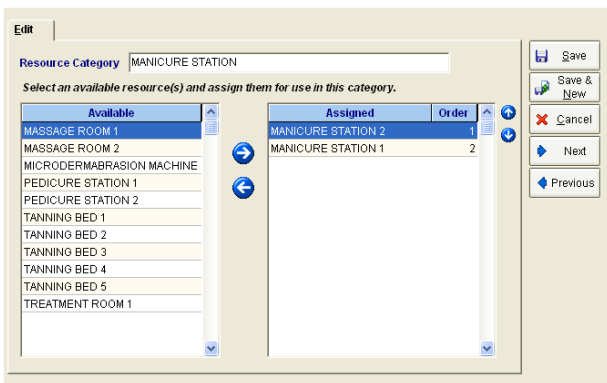 Edit
Resource Category MANICURE STATION
Select an available resource(s) and assign them for use in this category.
Available
MASSAGE ROOM 1
MASSAGE ROOM 2
MICRODERMABRASION MACHINE
PEDICURE STATION 1
PEDICURE STATION 2
TANNING BED 1
TANNING BED 2
TANNING BED 3
TANNING BED 4
TANNING BED 5
TREATMENT ROOM 1
Assigned Order
MANICURE STATION 2 1
MANICURE STATION 1 2
Save
Save &
New
Cancel
Next
Previous